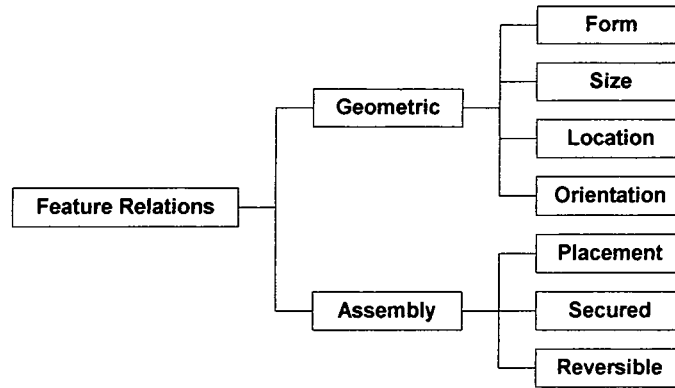 Form
Geometric
Size
Location
Feature Relations
Orientation
Placement
Assembly
Secured
Reversible